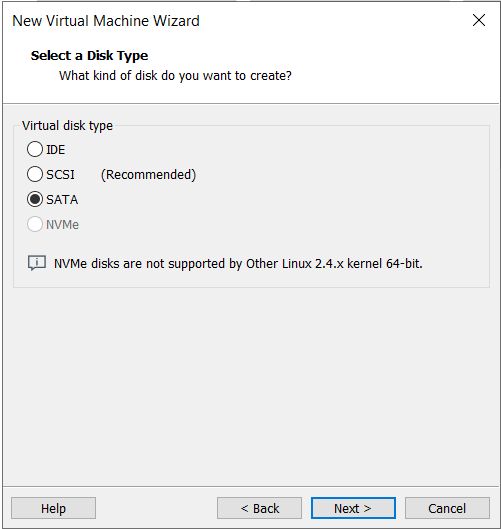 New Virtual Machine Wizard
Select a Disk Type
What kind of disk do you want to create?
Virtual disk type
IDE
SCSI (Recommended)
SATA
NVMe
NVMe disks are not supported by Other Linux 2.4.x kernel 64-bit.
Help < Back Next > Cancel